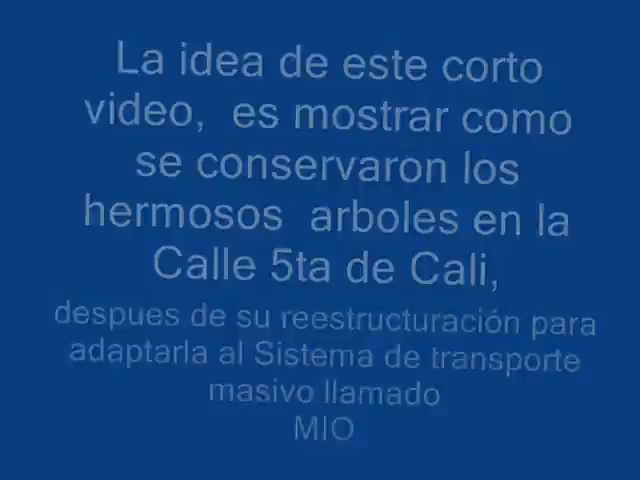 La idea de este corto
video, es mostrar como
se conservaron los
hermosos arboles en la
Calle 5ta de Cali,
despues de su reestructuración para
adaptarla al Sistema de transporte
masivo llamado
MIO